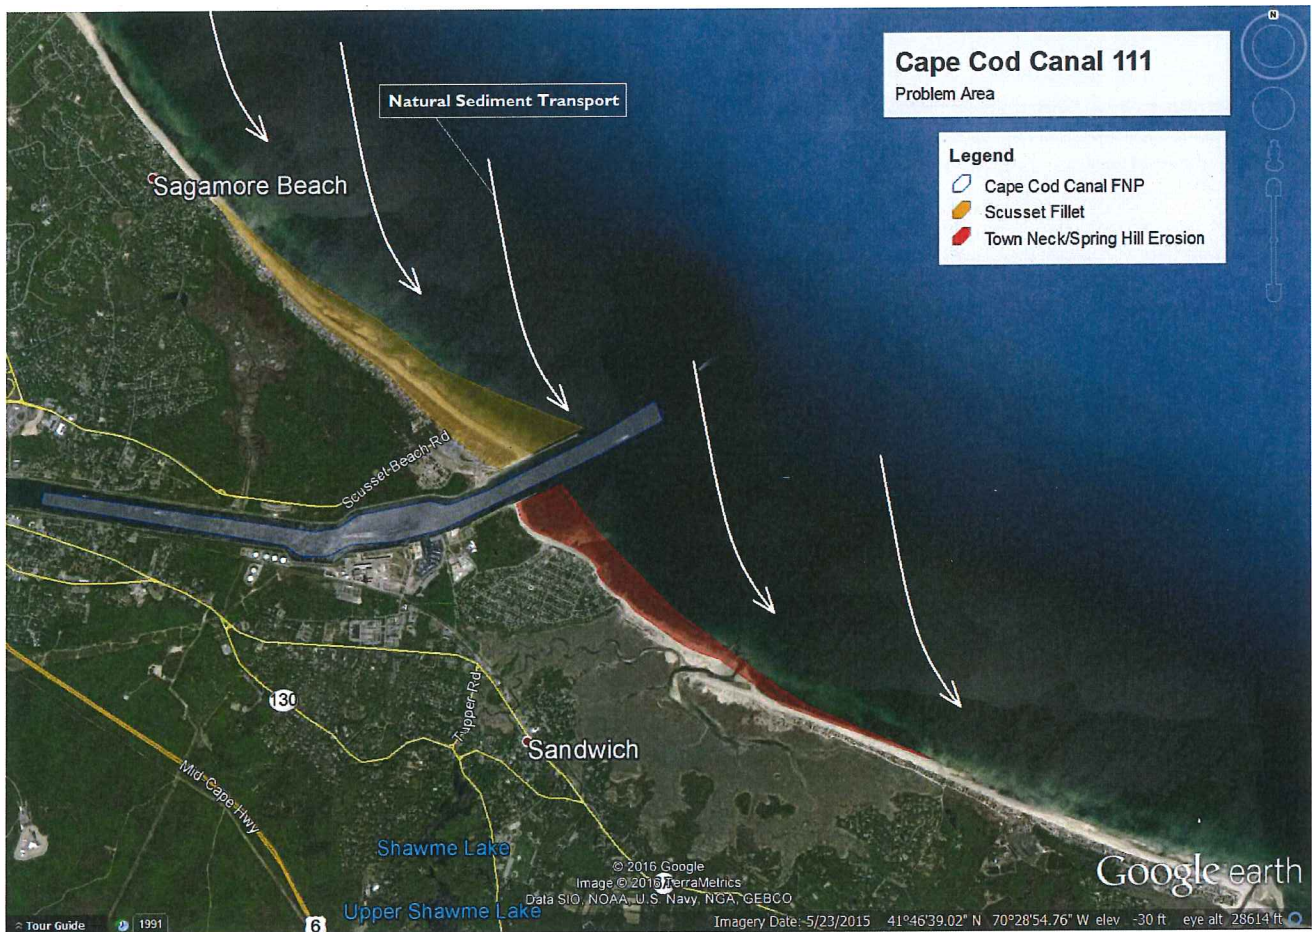 N
Cape Cod Canal 111
Problem Area
Natural Sediment Transport
Legend
Cape Cod Canal FNP
Scusset Fillet
Town Neck/Spring Hill Erosion
Sagamore Beach
Scusset Beach Rd
130
Tupper Rd
Sandwich
Mid-Cape Hwy
Shawme Lake
Upper Shawme Lake
6
© 2016 Google
Image © 2016 TerraMetrics
Data SIO, NOAA, U.S. Navy, NGA, GEBCO
Google earth
Tour Guide
1991
Imagery Date: 5/23/2015 41°46'39.02" N 70°28'54.76" W elev -30 ft eye alt 28614 ft